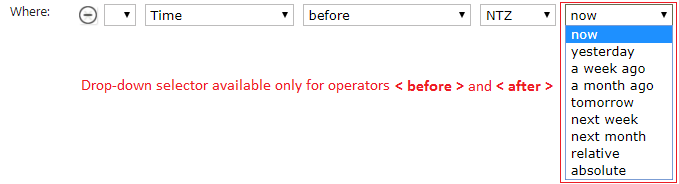 Where: Time before NTZ now
now
yesterday
a week ago
Drop-down selector available only for operators < before > and < after > a month ago
tomorrow
next week
next month
relative
absolute